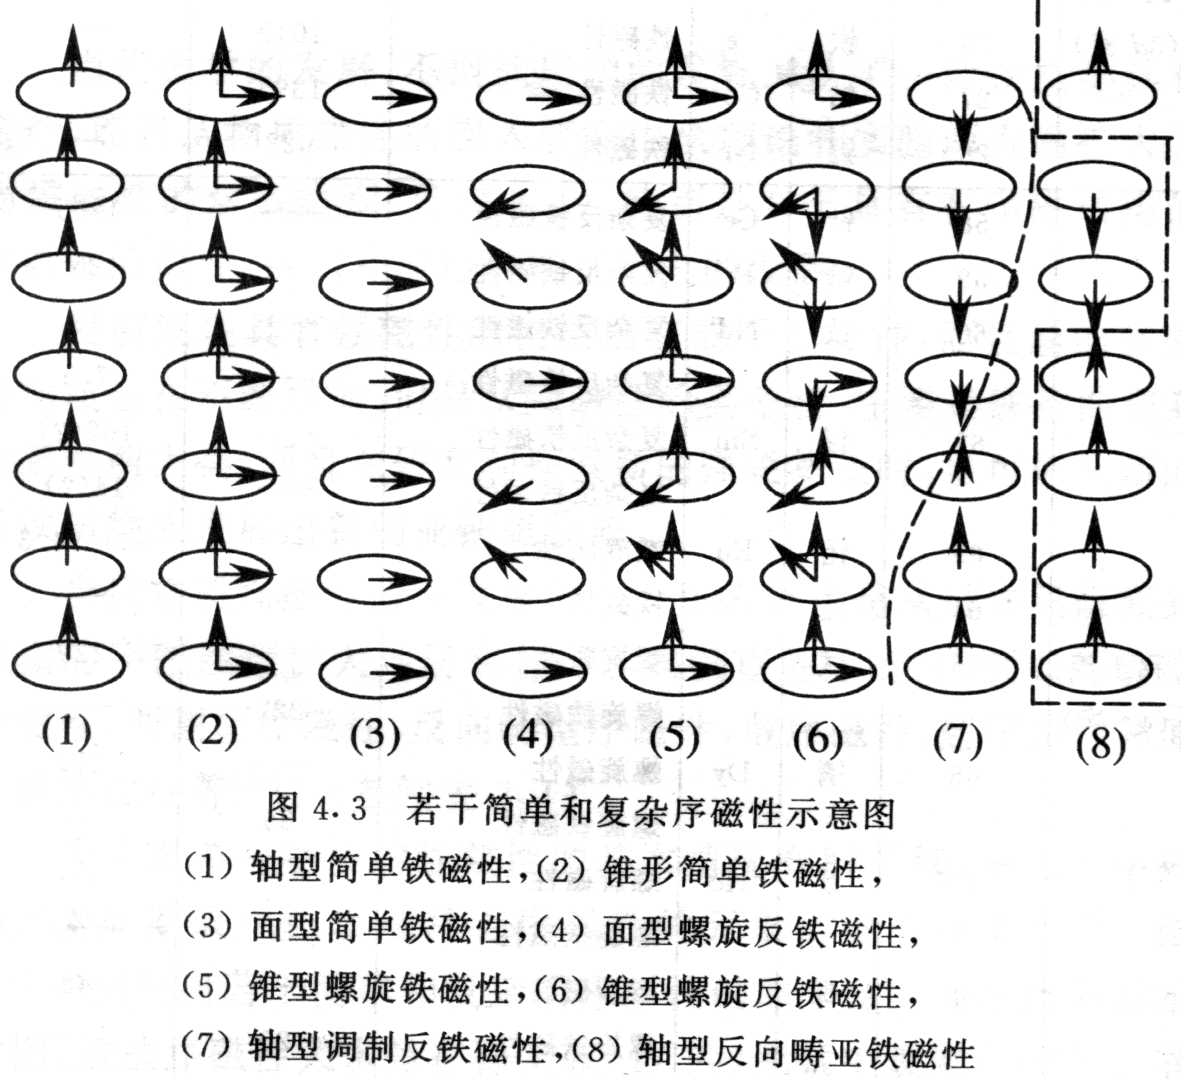 (1) (2) (3) (4) (5) (6) (7) (8)
图 4.3 若干简单和复杂序磁性示意图
(1) 轴型简单铁磁性,(2) 锥形简单铁磁性,
(3) 面型简单铁磁性,(4) 面型螺旋反铁磁性,
(5) 锥型螺旋铁磁性,(6) 锥型螺旋反铁磁性,
(7) 轴型调制反铁磁性,(8) 轴型反向畴亚铁磁性